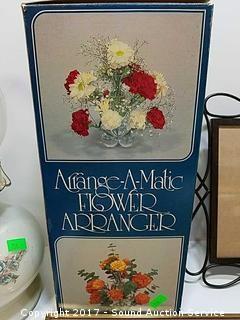 Arrange-A-Matic
FLOWER
ARRANGER
Copyright 2017 - Sound Auction Service